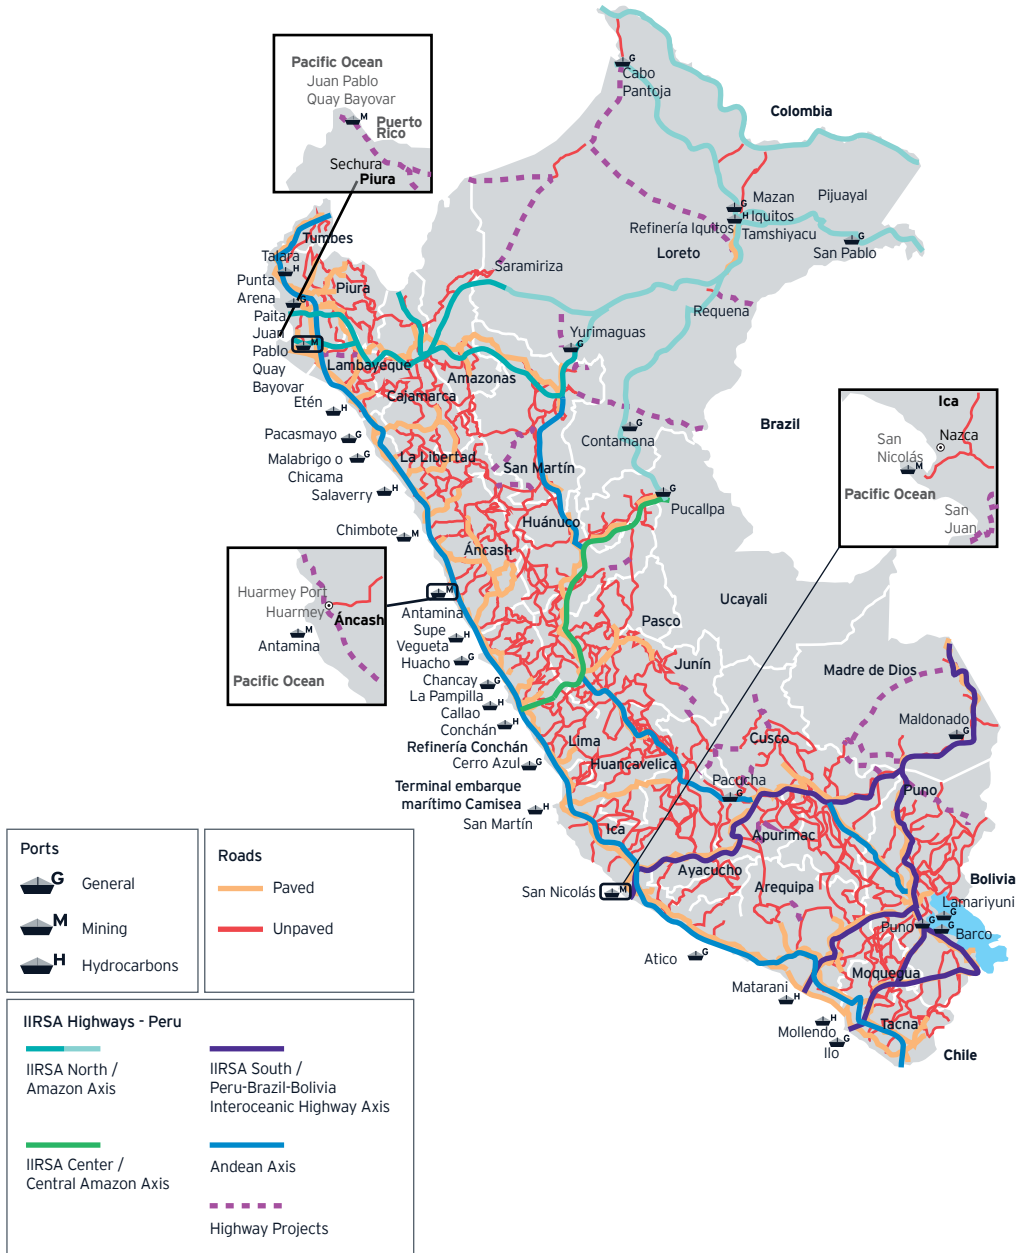 Pacific Ocean
Juan Pablo
Quay Bayovar
M
Puerto
Rico
Sechura
Piura
G
Cabo
Pantoja
Colombia
Mazan
G
Iquitos
H
Refinería Iquitos
Tamshiyacu
Pijuayal
G
San Pablo
Loreto
Tumbes
Talara
H
Punta
Arena
G
Paita
Juan
Pablo
M
Quay
Bayovar
Piura
Saramiriza
Requena
Yurimaguas
G
Lambayeque
Amazonas
Cajamarca
Etén
H
Pacasmayo
G
Malabrigo o
Chicama
G
Salaverry
H
La Libertad
San Martín
Contamana
G
Brazil
Ica
San
Nicolás
M
Nazca
Pacific Ocean
San
Juan
G
Pucallpa
Chimbote
M
Huánuco
Áncash
Huarmey Port
Huarmey
Áncash
M
Antamina
Pacific Ocean
M
Antamina
Supe
H
Vegueta
Huacho
G
Chancay
G
La Pampilla
H
Callao
Conchán
H
Refinería Conchán
Cerro Azul
G
Terminal embarque
marítimo Camisea
H
San Martín
Ucayali
Pasco
Junín
Madre de Dios
Maldonado
G
Cusco
Lima
Huancavelica
Pacucha
G
Puno
Ica
Apurimac
Ayacucho
Arequipa
San Nicolás
M
Bolivia
Lamariyuni
G
Puno
G
G
Barco
Atico
G
Moquegua
Matarani
H
Mollendo
H
Ilo
G
Tacna
Chile
Ports
G
General
M
Mining
H
Hydrocarbons
Roads
Paved
Unpaved
IIRSA Highways - Peru
IIRSA North /
Amazon Axis
IIRSA South /
Peru-Brazil-Bolivia
Interoceanic Highway Axis
IIRSA Center /
Central Amazon Axis
Andean Axis
Highway Projects